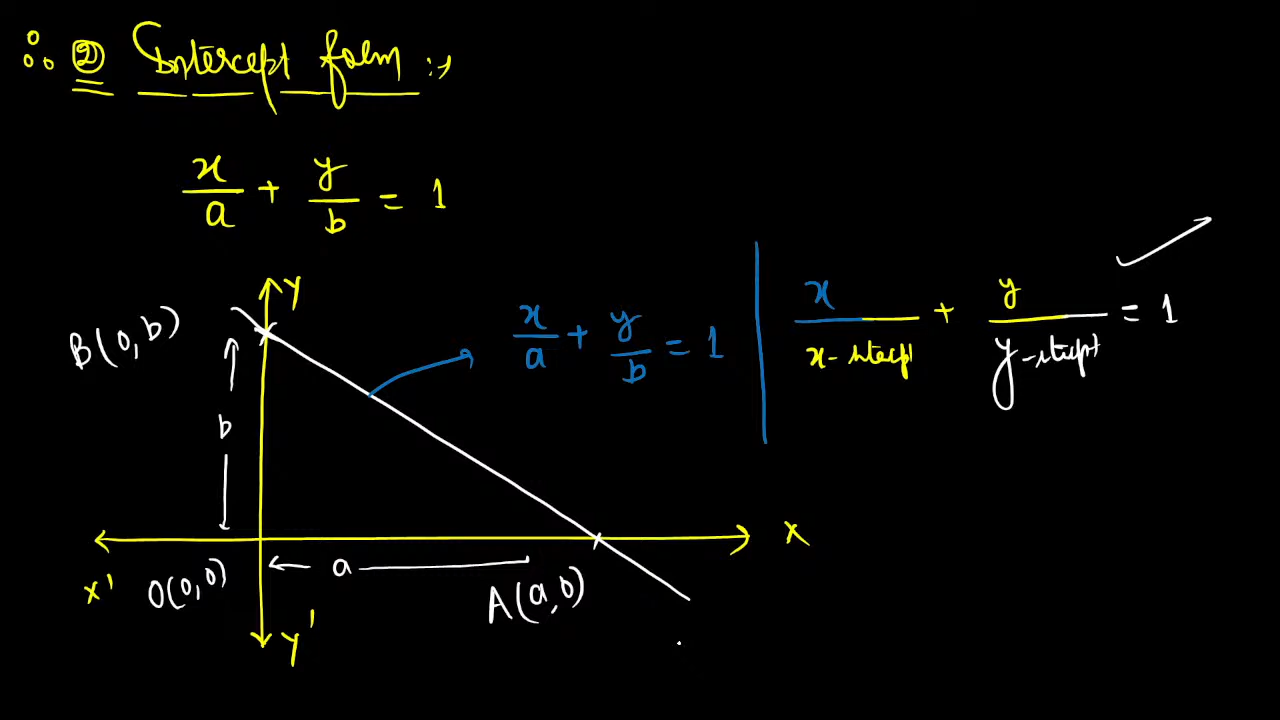 ∴ ② Intercept form :→
x/a + y/b = 1
y
B(0,b)
x/a + y/b = 1
x/x-intercept + y/y-intercept = 1
b
x
x'
O(0,0)
a
A(a,0)
y'